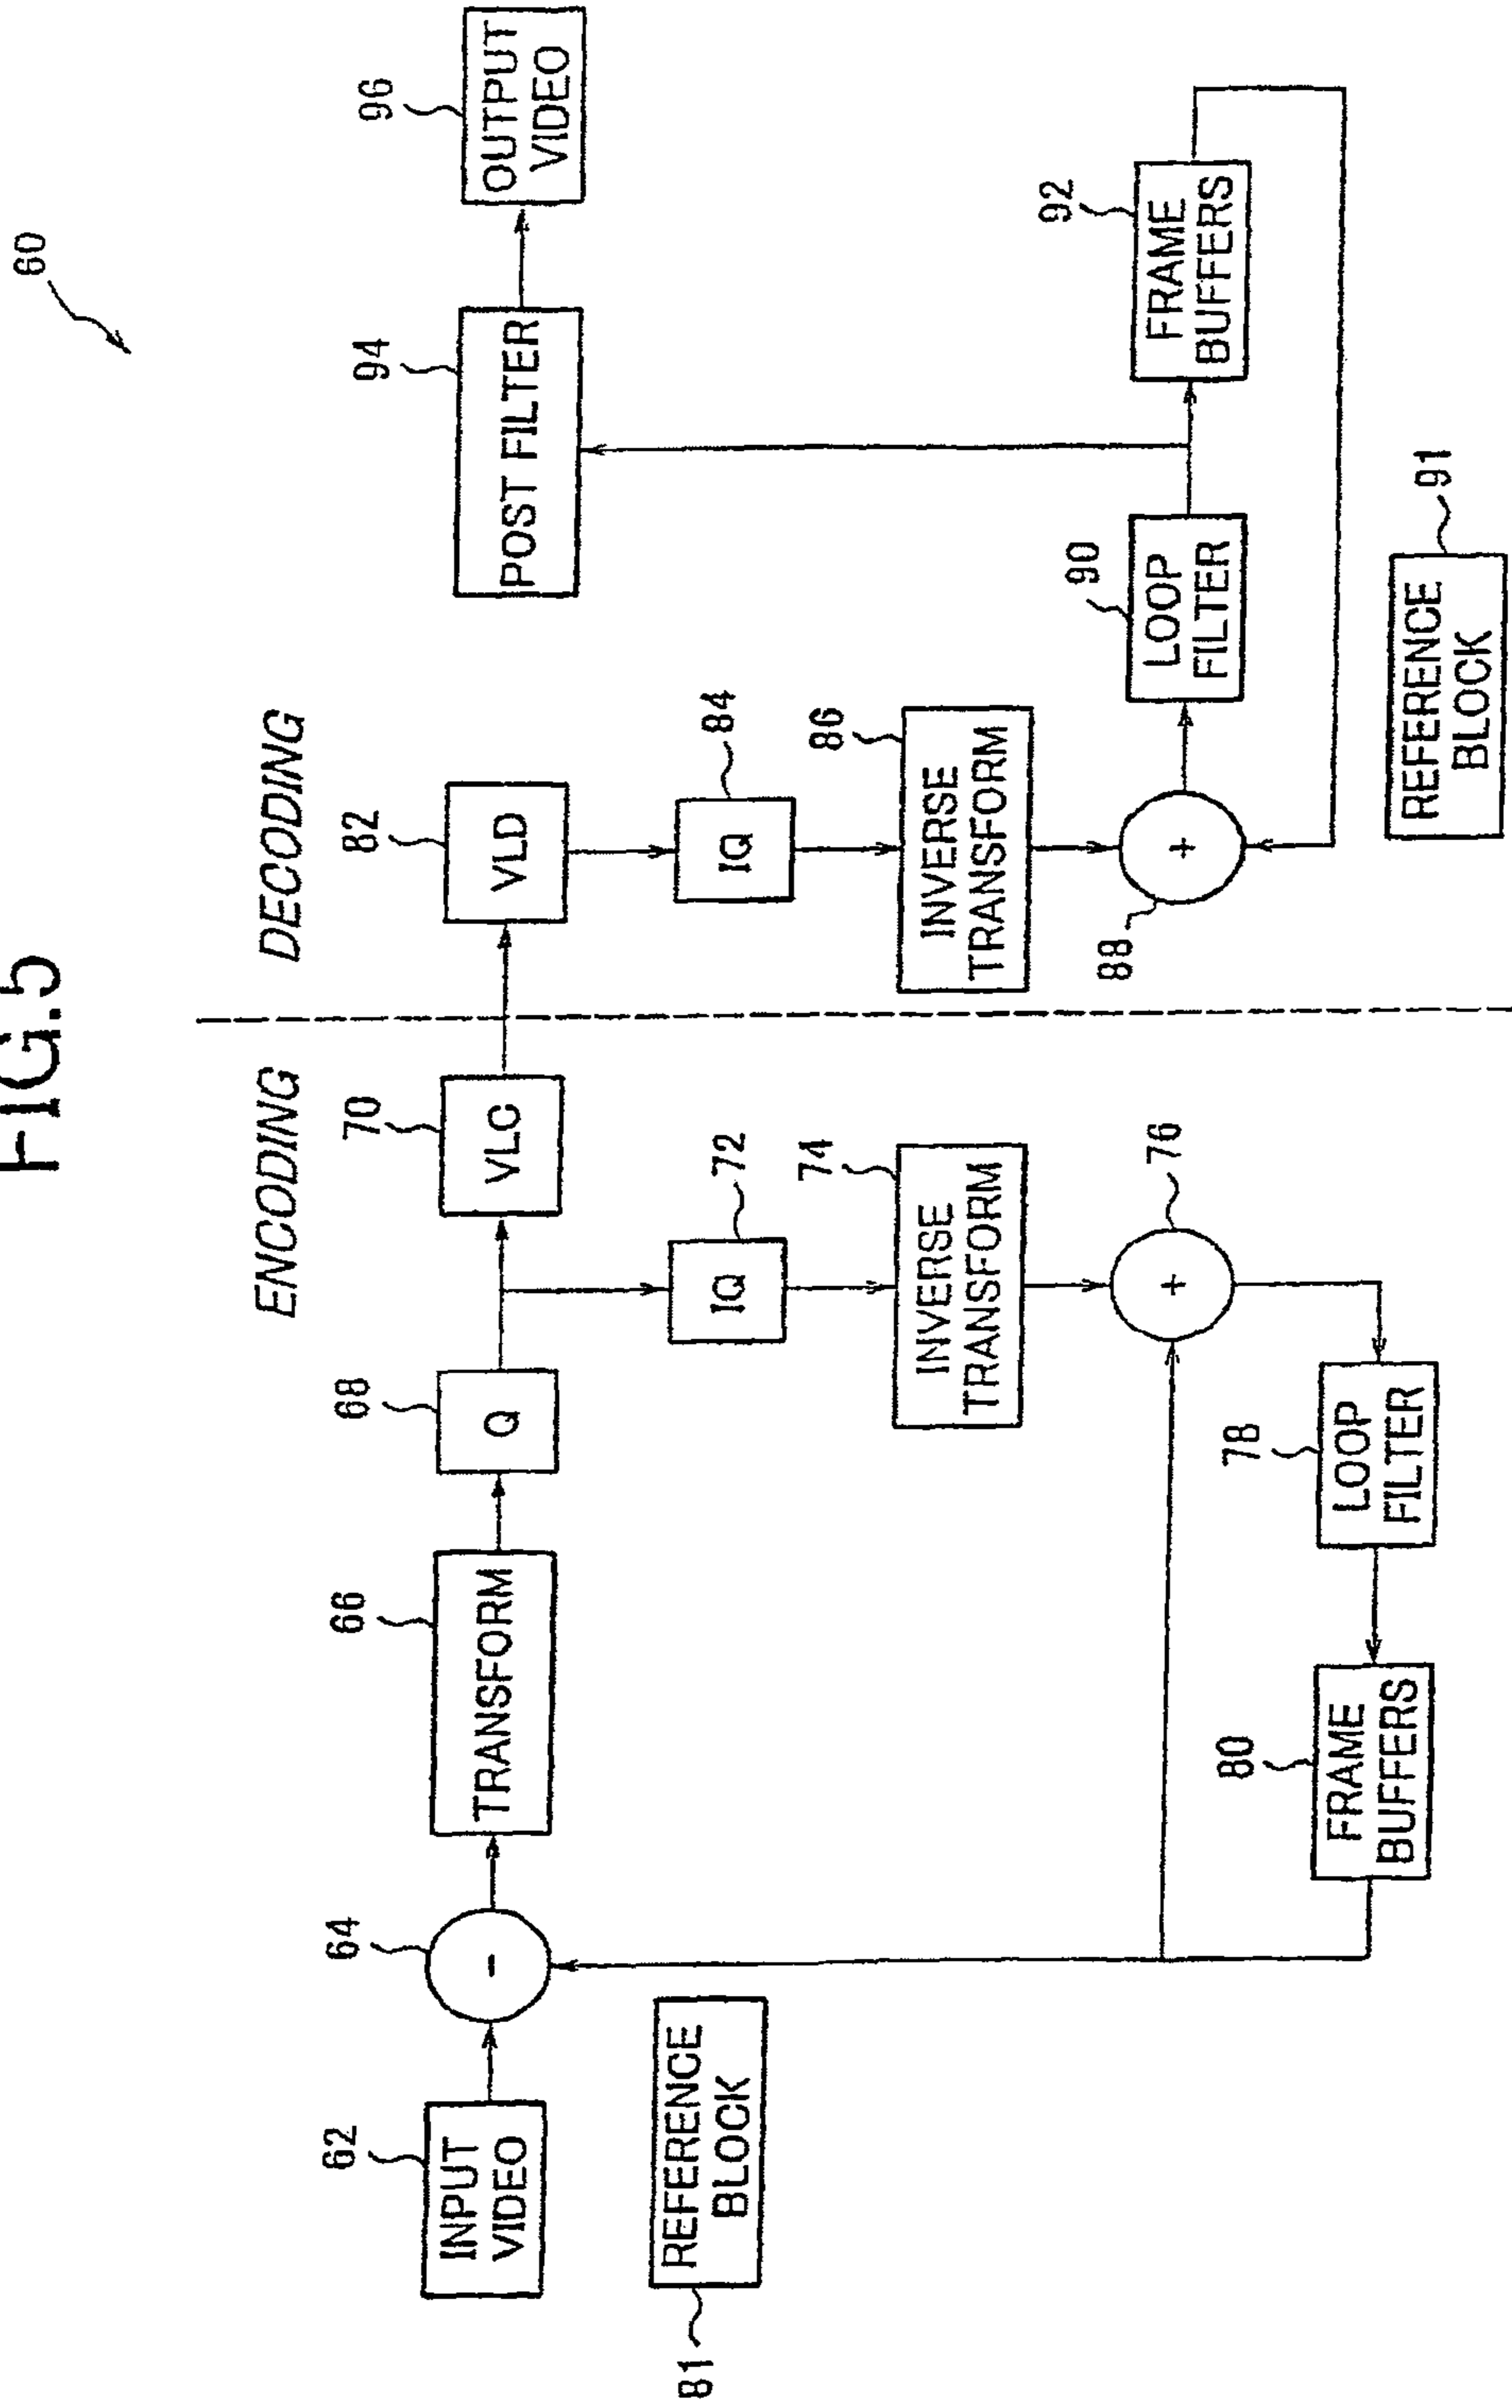 FIG.5
60
ENCODING
DECODING
62
INPUT
VIDEO
64
-
66
TRANSFORM
68
Q
70
VLC
82
VLD
94
POST FILTER
96
OUTPUT
VIDEO
81
REFERENCE
BLOCK
72
IQ
84
IQ
74
INVERSE
TRANSFORM
86
INVERSE
TRANSFORM
76
+
88
+
90
LOOP
FILTER
92
FRAME
BUFFERS
80
FRAME
BUFFERS
78
LOOP
FILTER
REFERENCE
BLOCK
91